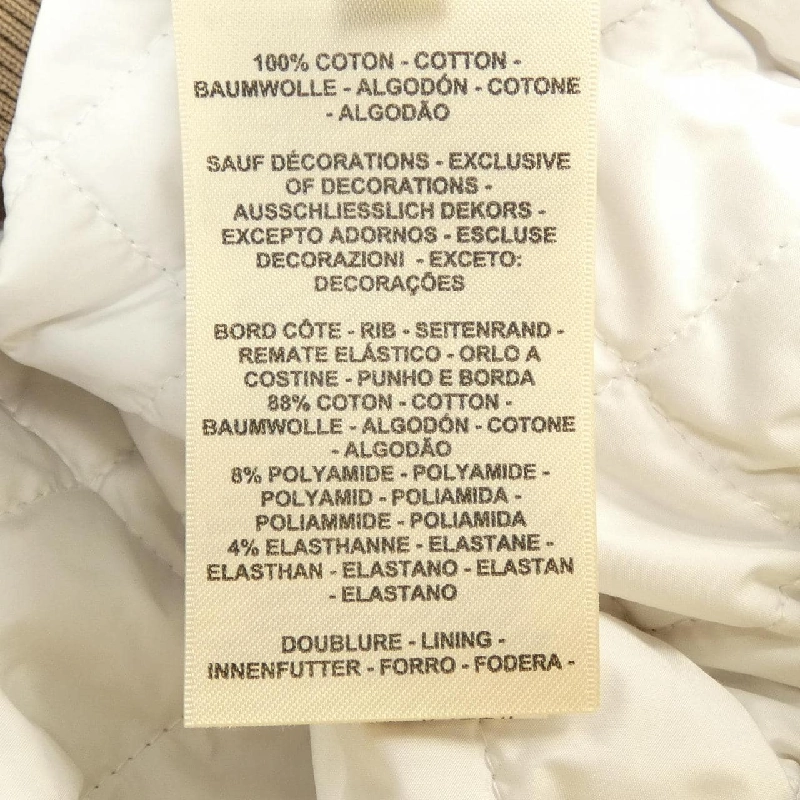 100% COTON - COTTON -
BAUMWOLLE - ALGODÓN - COTONE
- ALGODÃO
SAUF DÉCORATIONS - EXCLUSIVE
OF DECORATIONS -
AUSSCHLIESSLICH DEKORS -
EXCEPTO ADORNOS - ESCLUSE
DECORAZIONI - EXCETO:
DECORAÇÕES
BORD CÔTE - RIB - SEITENRAND -
REMATE ELÁSTICO - ORLO A
COSTINE - PUNHO E BORDA
88% COTON - COTTON -
BAUMWOLLE - ALGODÓN - COTONE
- ALGODÃO
8% POLYAMIDE - POLYAMIDE -
POLYAMID - POLIAMIDA -
POLIAMMIDE - POLIAMIDA
4% ELASTHANNE - ELASTANE -
ELASTHAN - ELASTANO - ELASTAN
- ELASTANO
DOUBLURE - LINING -
INNENFUTTER - FORRO - FODERA -